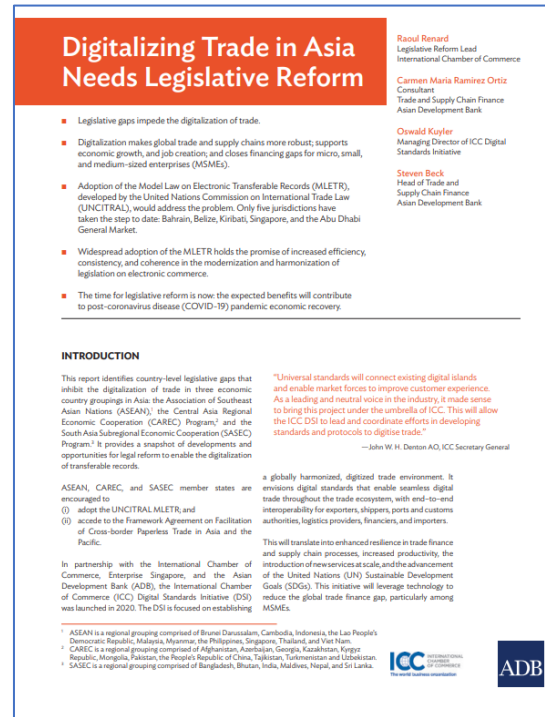 Digitalizing Trade in Asia
Needs Legislative Reform
Raoul Renard
Legislative Reform Lead
International Chamber of Commerce
Carmen Maria Ramirez Ortiz
Consultant
Trade and Supply Chain Finance
Asian Development Bank
Oswald Kuyler
Managing Director of ICC Digital
Standards Initiative
Steven Beck
Head of Trade and
Supply Chain Finance
Asian Development Bank
■ Legislative gaps impede the digitalization of trade.
■ Digitalization makes global trade and supply chains more robust; supports
economic growth, and job creation; and closes financing gaps for micro, small,
and medium-sized enterprises (MSMEs).
■ Adoption of the Model Law on Electronic Transferable Records (MLETR),
developed by the United Nations Commission on International Trade Law
(UNCITRAL), would address the problem. Only five jurisdictions have
taken the step to date: Bahrain, Belize, Kiribati, Singapore, and the Abu Dhabi
General Market.
■ Widespread adoption of the MLETR holds the promise of increased efficiency,
consistency, and coherence in the modernization and harmonization of
legislation on electronic commerce.
■ The time for legislative reform is now: the expected benefits will contribute
to post-coronavirus disease (COVID-19) pandemic economic recovery.
INTRODUCTION
This report identifies country-level legislative gaps that
inhibit the digitalization of trade in three economic
country groupings in Asia: the Association of Southeast
Asian Nations (ASEAN),1 the Central Asia Regional
Economic Cooperation (CAREC) Program,2 and the
South Asia Subregional Economic Cooperation (SASEC)
Program.3 It provides a snapshot of developments and
opportunities for legal reform to enable the digitalization
of transferable records.
ASEAN, CAREC, and SASEC member states are
encouraged to
(i) adopt the UNCITRAL MLETR; and
(ii) accede to the Framework Agreement on Facilitation
of Cross-border Paperless Trade in Asia and the
Pacific.
In partnership with the International Chamber of
Commerce, Enterprise Singapore, and the Asian
Development Bank (ADB), the International Chamber
of Commerce (ICC) Digital Standards Initiative (DSI)
was launched in 2020. The DSI is focused on establishing
"Universal standards will connect existing digital islands
and enable market forces to improve customer experience.
As a leading and neutral voice in the industry, it made sense
to bring this project under the umbrella of ICC. This will allow
the ICC DSI to lead and coordinate efforts in developing
standards and protocols to digitise trade."
—John W. H. Denton AO, ICC Secretary General
a globally harmonized, digitized trade environment. It
envisions digital standards that enable seamless digital
trade throughout the trade ecosystem, with end-to-end
interoperability for exporters, shippers, ports and customs
authorities, logistics providers, financiers, and importers.
This will translate into enhanced resilience in trade finance
and supply chain processes, increased productivity, the
introduction of new services at scale, and the advancement
of the United Nations (UN) Sustainable Development
Goals (SDGs). This initiative will leverage technology to
reduce the global trade finance gap, particularly among
MSMEs.
1 ASEAN is a regional grouping comprised of Brunei Darussalam, Cambodia, Indonesia, the Lao People's
Democratic Republic, Malaysia, Myanmar, the Philippines, Singapore, Thailand, and Viet Nam.
2 CAREC is a regional grouping comprised of Afghanistan, Azerbaijan, Georgia, Kazakhstan, Kyrgyz
Republic, Mongolia, Pakistan, the People's Republic of China, Tajikistan, Turkmenistan and Uzbekistan.
3 SASEC is a regional grouping comprised of Bangladesh, Bhutan, India, Maldives, Nepal, and Sri Lanka.
ICC INTERNATIONAL
CHAMBER
OF COMMERCE
The world business organization
ADB